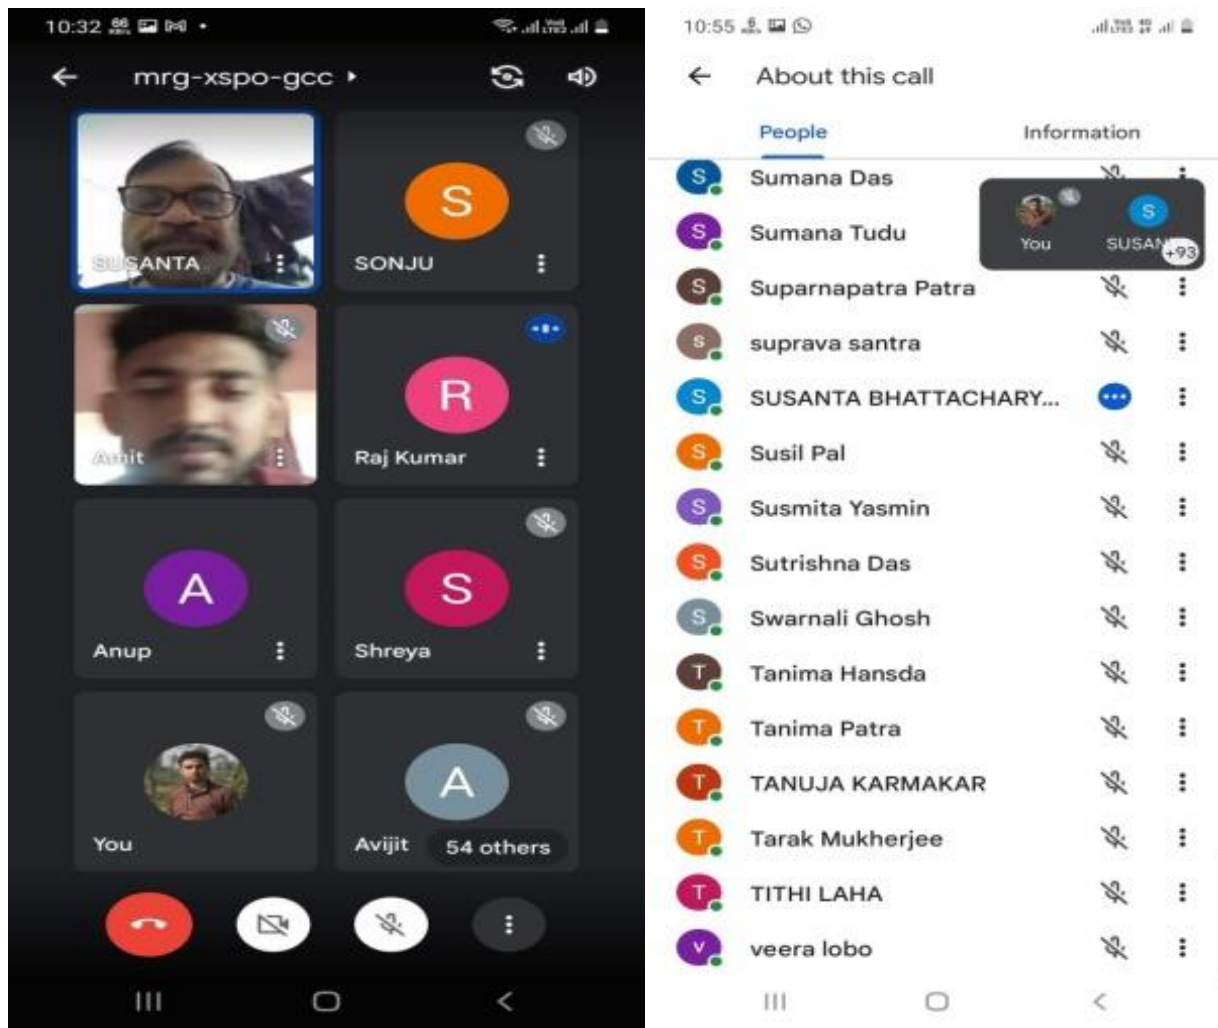 10:32
mrg-xspo-gcc
SUSANTA
S
SONJU
Amit
R
Raj Kumar
A
Anup
S
Shreya
You
A
Avijit
54 others
10:55
About this call
People
Information
S
Sumana Das
S
Sumana Tudu
You
S
SUSAN
+93
S
Suparnapatra Patra
s
suprava santra
S
SUSANTA BHATTACHARY...
S
Susil Pal
S
Susmita Yasmin
S
Sutrishna Das
S
Swarnali Ghosh
T
Tanima Hansda
T
Tanima Patra
T
TANUJA KARMAKAR
T
Tarak Mukherjee
T
TITHI LAHA
v
veera lobo